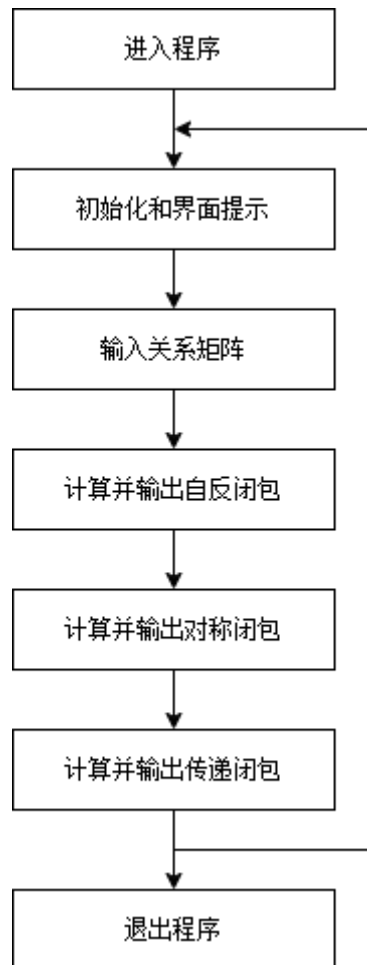 进入程序
初始化和界面提示
输入关系矩阵
计算并输出自反闭包
计算并输出对称闭包
计算并输出传递闭包
退出程序